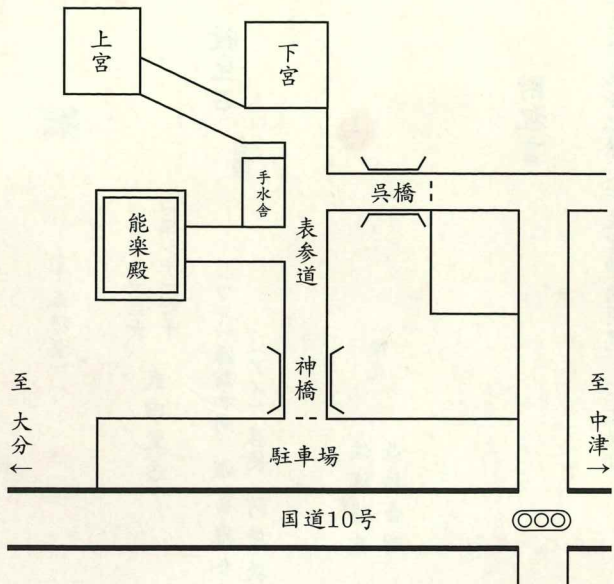 上宮
下宮
手水舎
呉橋
能楽殿
表参道
神橋
至 大分
←
至 中津
→
駐車場
国道10号